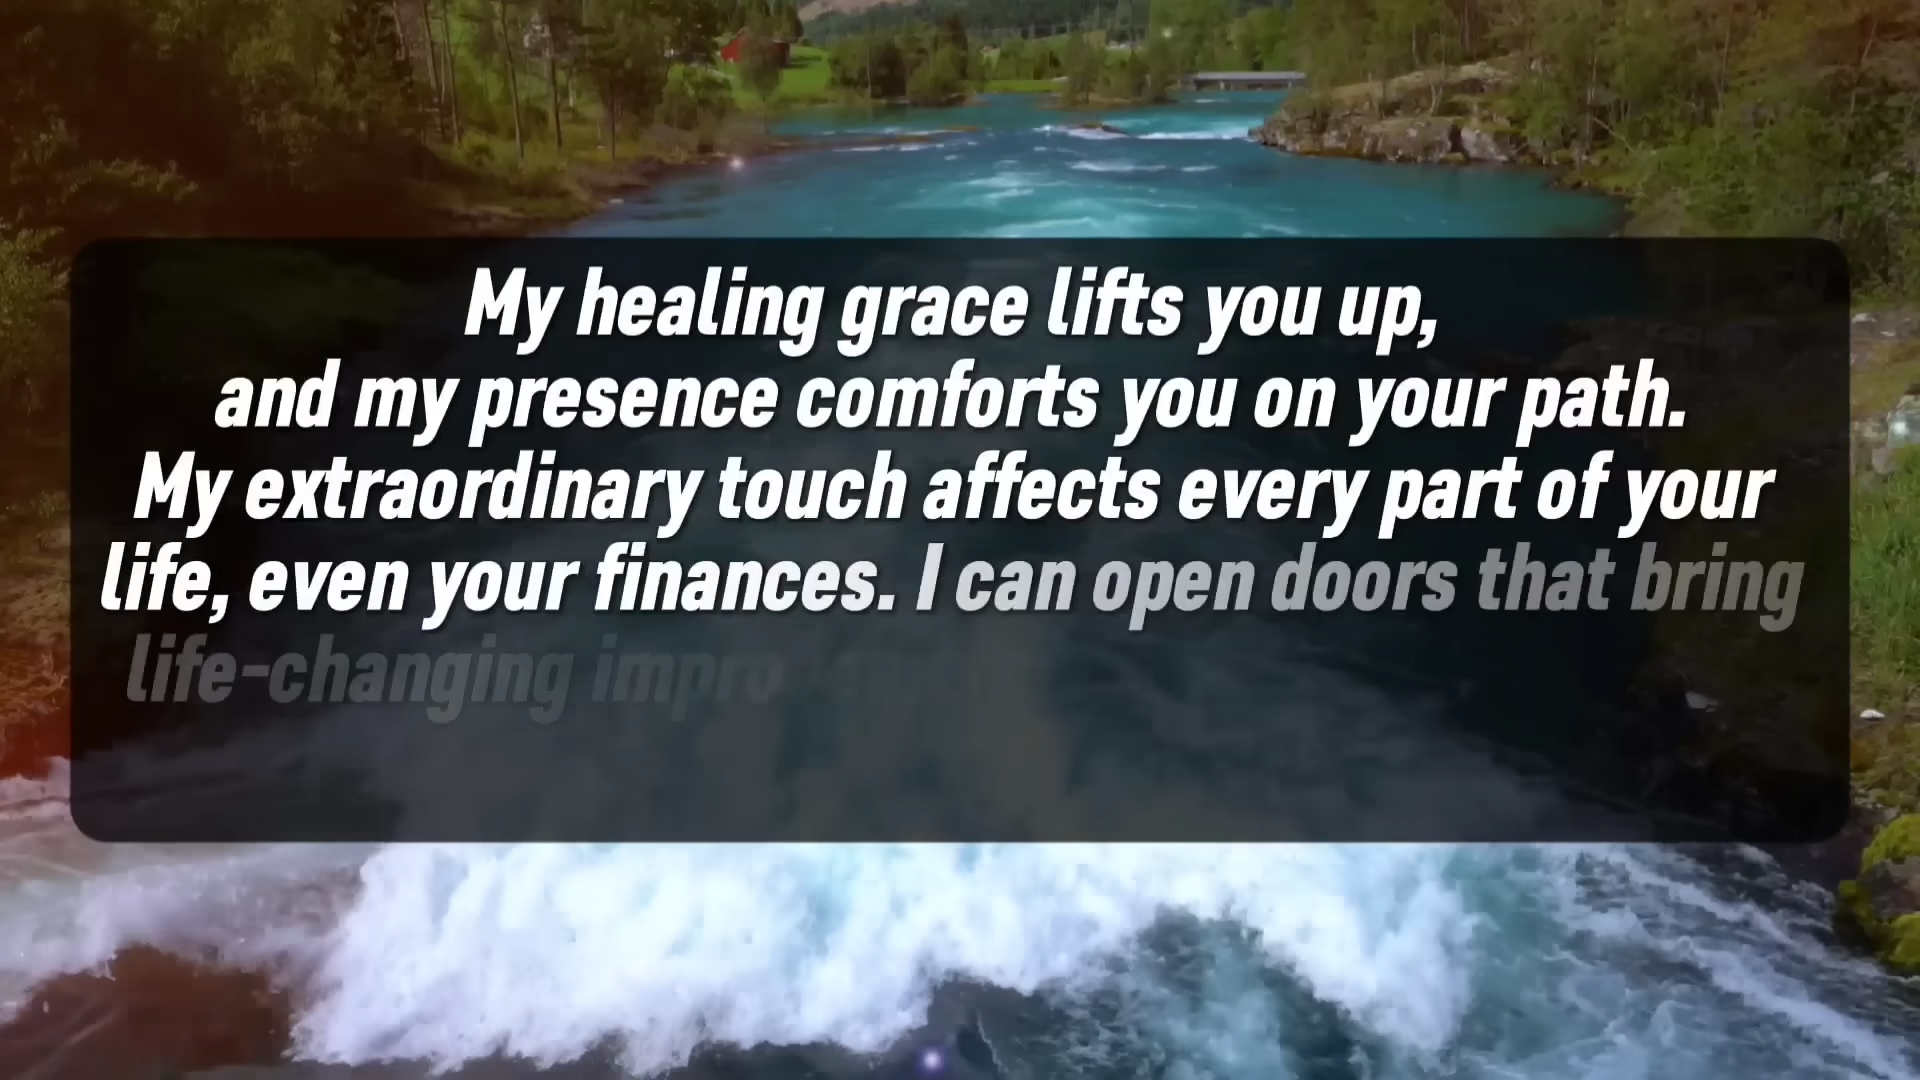 My healing grace lifts you up,
and my presence comforts you on your path.
My extraordinary touch affects every part of your
life, even your finances. I can open doors that bring
life-changing